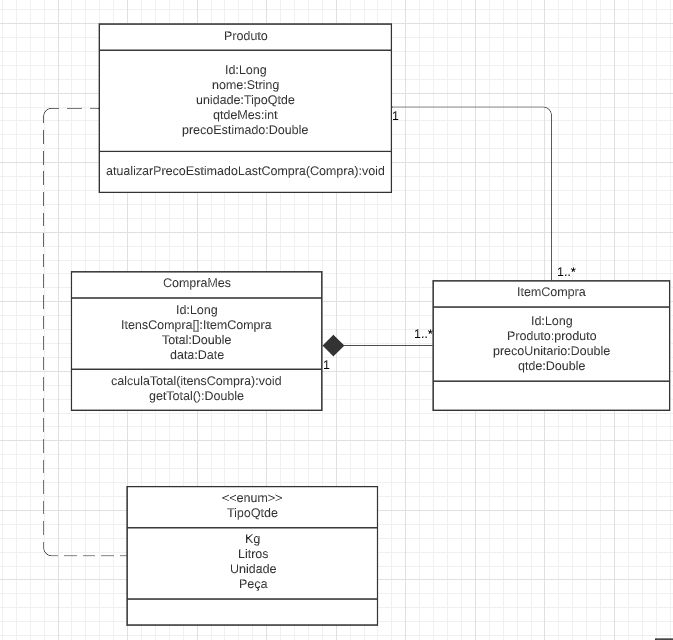 Produto
Id:Long
nome:String
unidade:TipoQtde
qtdeMes:int
precoEstimado:Double
atualizarPrecoEstimadoLastCompra(Compra):void
1
1..*
CompraMes
Id:Long
ItensCompra[]:ItemCompra
Total:Double
data:Date
calculaTotal(itensCompra):void
getTotal():Double
1
1..*
ItemCompra
Id:Long
Produto:produto
precoUnitario:Double
qtde:Double
<<enum>>
TipoQtde
Kg
Litros
Unidade
Peça